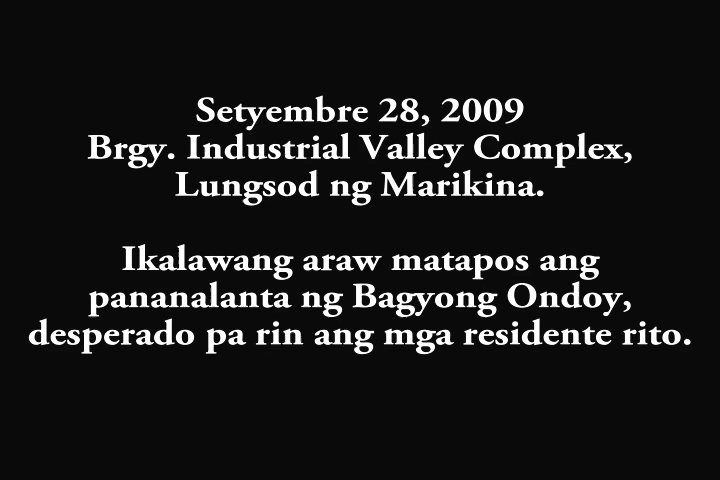 Setyembre 28, 2009
Brgy. Industrial Valley Complex,
Lungsod ng Marikina.
Ikalawang araw matapos ang
pananalanta ng Bagyong Ondoy,
desperado pa rin ang mga residente rito.